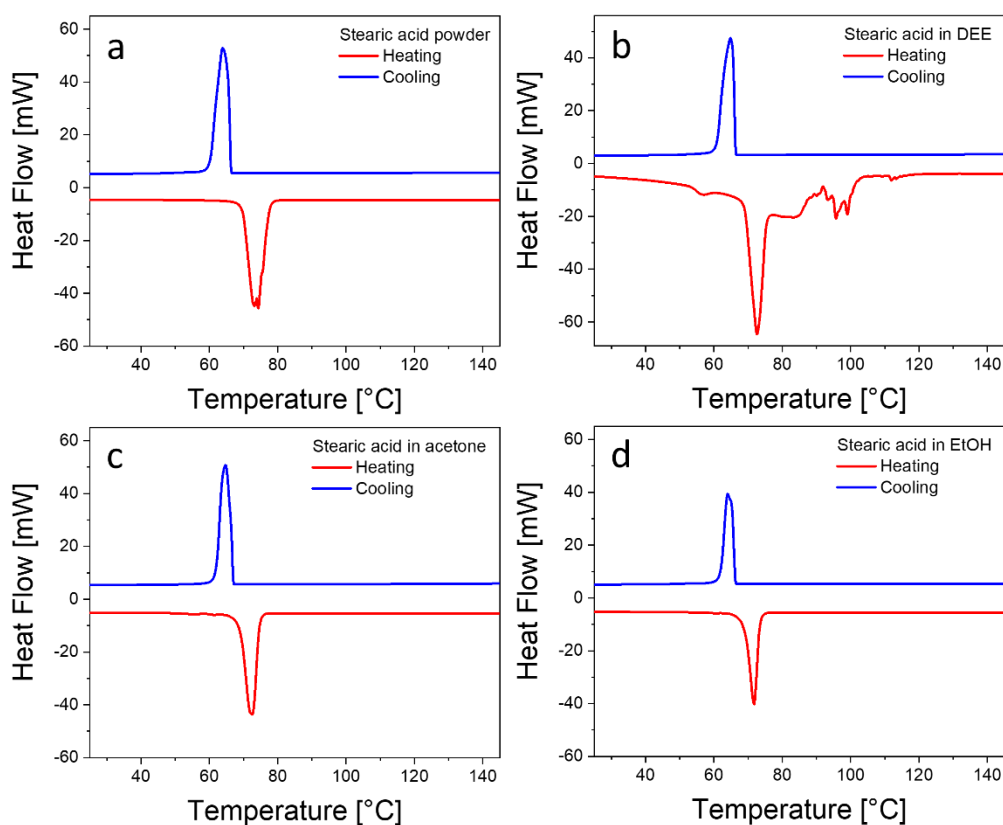 a
Stearic acid powder
Heating
Cooling
60
40
20
0
-20
-40
-60
Heat Flow [mW]
40 60 80 100 120 140
Temperature [°C]
b
Stearic acid in DEE
Heating
Cooling
40
20
0
-20
-40
-60
Heat Flow [mW]
40 60 80 100 120 140
Temperature [°C]
c
Stearic acid in acetone
Heating
Cooling
60
40
20
0
-20
-40
-60
Heat Flow [mW]
40 60 80 100 120 140
Temperature [°C]
d
Stearic acid in EtOH
Heating
Cooling
60
40
20
0
-20
-40
-60
Heat Flow [mW]
40 60 80 100 120 140
Temperature [°C]